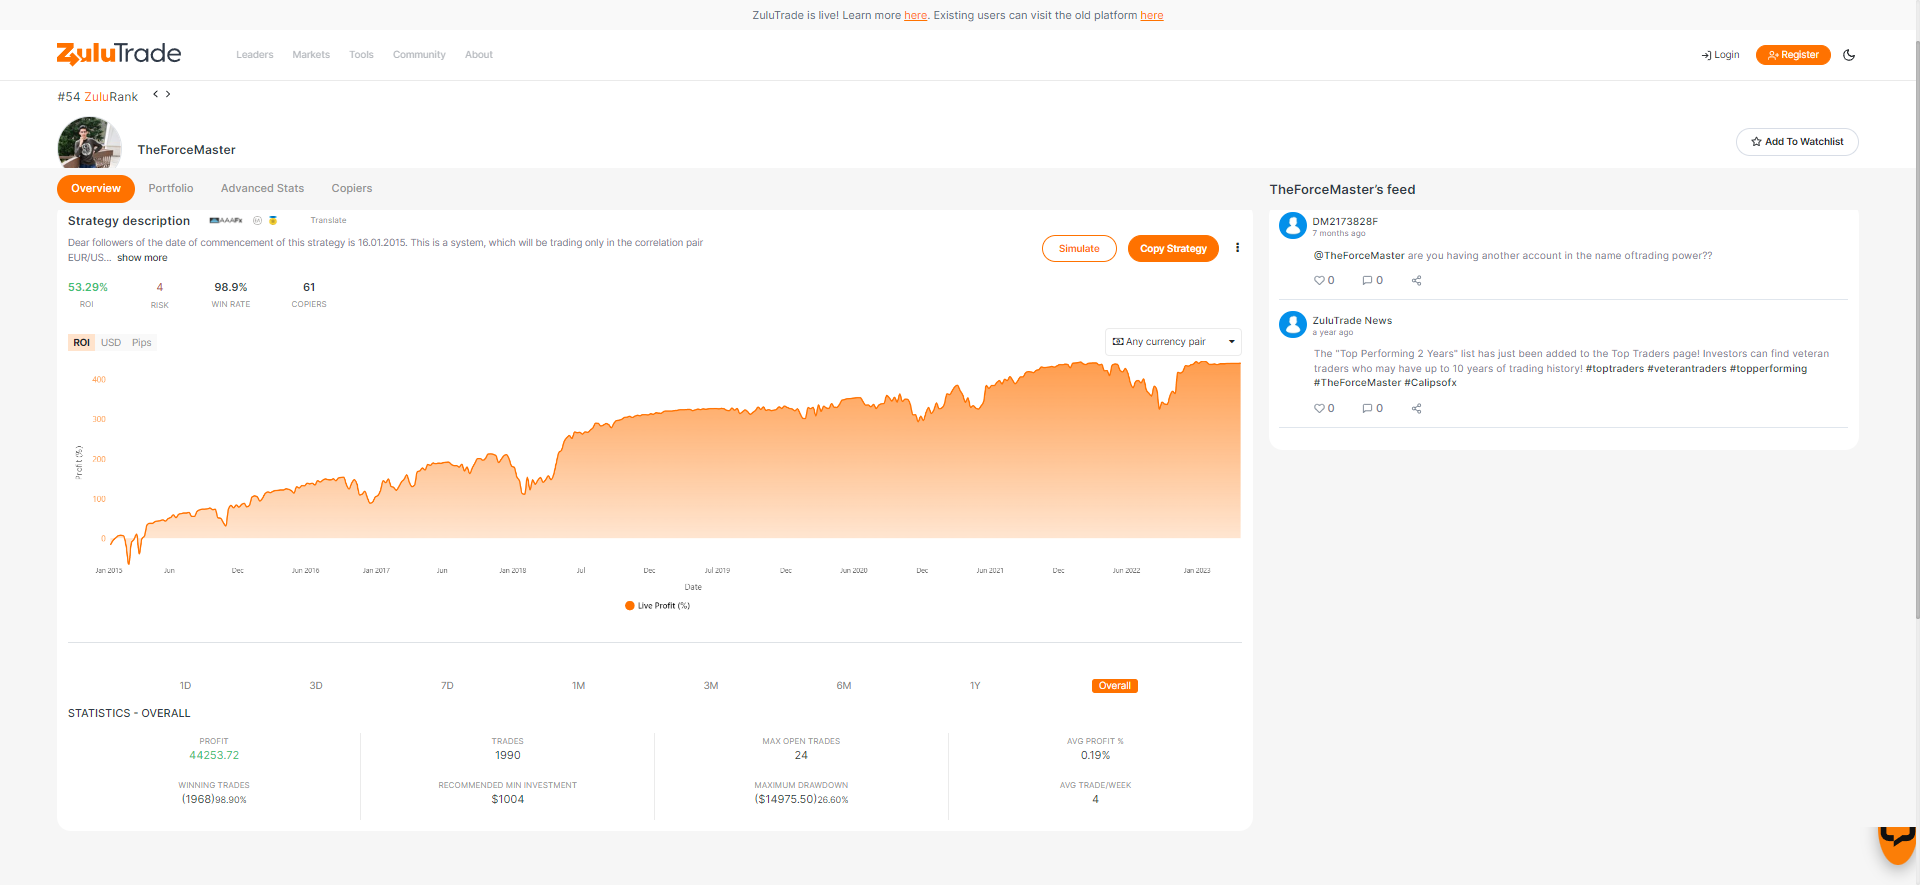 ZuluTrade is live! Learn more here. Existing users can visit the old platform here
ZuluTrade
Leaders Markets Tools Community About
Login Register
#54 ZuluRank < >
TheForceMaster
Add To Watchlist
Overview Portfolio Advanced Stats Copiers
Strategy description AAAFx Translate
Dear followers of the date of commencement of this strategy is 16.01.2015. This is a system, which will be trading only in the correlation pair
EUR/US... show more
Simulate Copy Strategy
53.29% 4 98.9% 61
ROI RISK WIN RATE COPIERS
ROI USD Pips
Any currency pair
400
300
200
100
0
Profit (%)
Jan 2015 Jun Dec Jun 2016 Jan 2017 Jun Jan 2018 Jul Dec Jul 2019 Dec Jun 2020 Dec Jun 2021 Dec Jun 2022 Jan 2023
Date
Live Profit (%)
1D 3D 7D 1M 3M 6M 1Y Overall
STATISTICS - OVERALL
PROFIT TRADES MAX OPEN TRADES AVG PROFIT %
44253.72 1990 24 0.19%
WINNING TRADES RECOMMENDED MIN INVESTMENT MAXIMUM DRAWDOWN AVG TRADE/WEEK
(1968)98.90% $1004 ($14975.50)26.60% 4
TheForceMaster's feed
DM2173828F
7 months ago
@TheForceMaster are you having another account in the name oftrading power??
0 0
ZuluTrade News
a year ago
The "Top Performing 2 Years" list has just been added to the Top Traders page! Investors can find veteran
traders who may have up to 10 years of trading history! #toptraders #veterantraders #topperforming
#TheForceMaster #Calipsofx
0 0